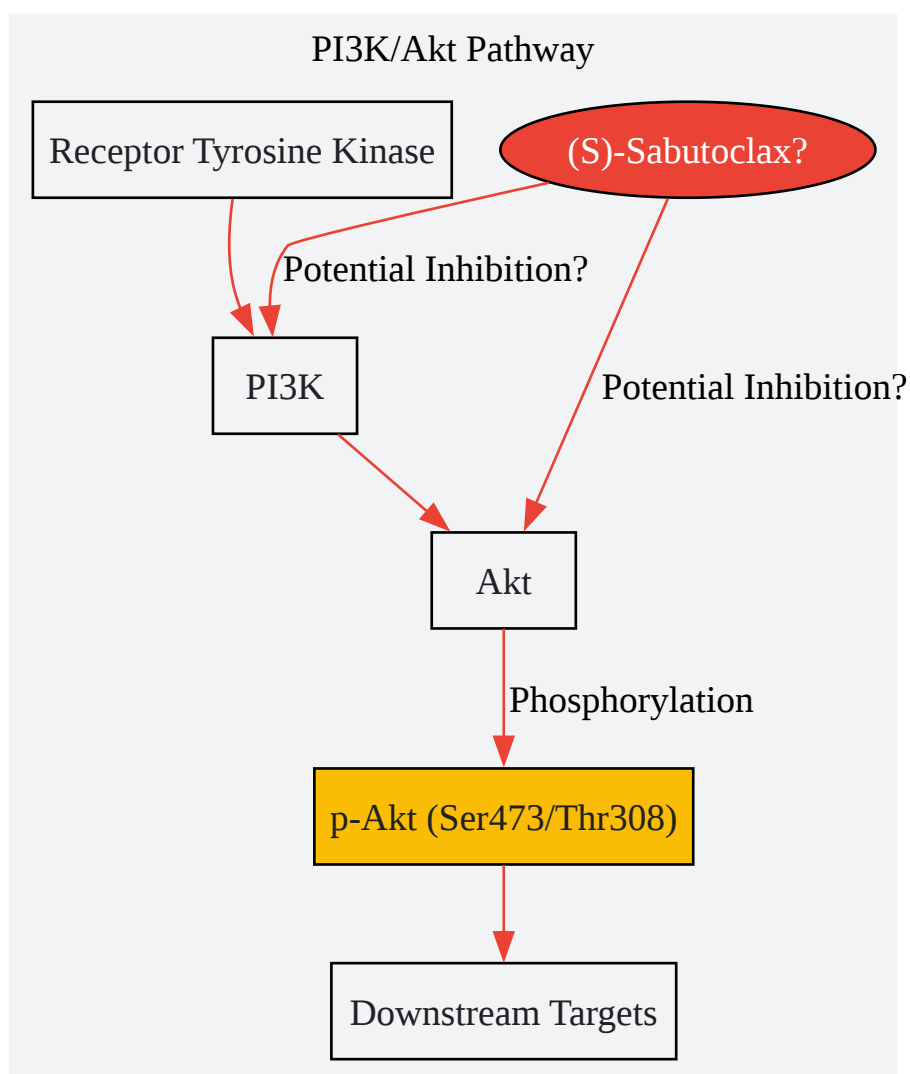 PI3K/Akt Pathway
Receptor Tyrosine Kinase
(S)-Sabutoclax?
Potential Inhibition?
PI3K
Potential Inhibition?
Akt
Phosphorylation
p-Akt (Ser473/Thr308)
Downstream Targets